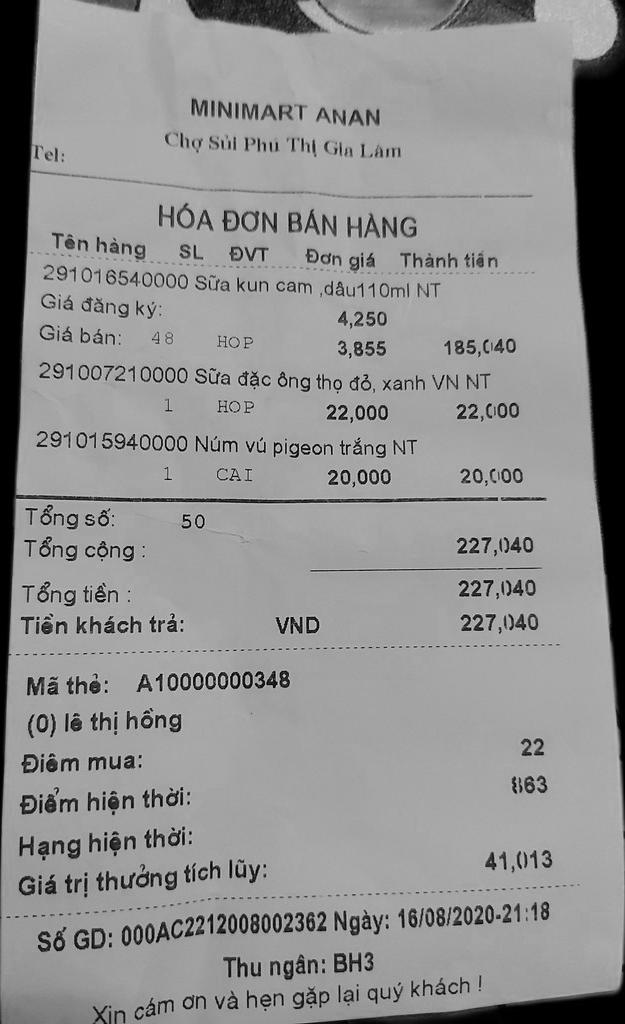 MINIMART ANAN
Chợ Sủi Phú Thị Gia Lâm
Tel:
HÓA ĐƠN BÁN HÀNG
Tên hàng SL ĐVT Đơn giá Thành tiền
291016540000 Sữa kun cam ,dâu110ml NT
Giá đăng ký: 4,250
Giá bán: 48 HOP 3,855 185,040
291007210000 Sữa đặc ông thọ đỏ, xanh VN NT
1 HOP 22,000 22,000
291015940000 Núm vú pigeon trắng NT
1 CAI 20,000 20,000
Tổng số: 50
Tổng cộng : 227,040
Tổng tiền : 227,040
Tiền khách trả: VND 227,040
Mã thẻ: A10000000348
(0) lê thị hồng
Điêm mua: 22
Điểm hiện thời: 863
Hạng hiện thời:
Giá trị thưởng tích lũy: 41,013
Số GD: 000AC2212008002362 Ngày: 16/08/2020-21:18
Thu ngân: BH3
Xin cám ơn và hẹn gặp lại quý khách !